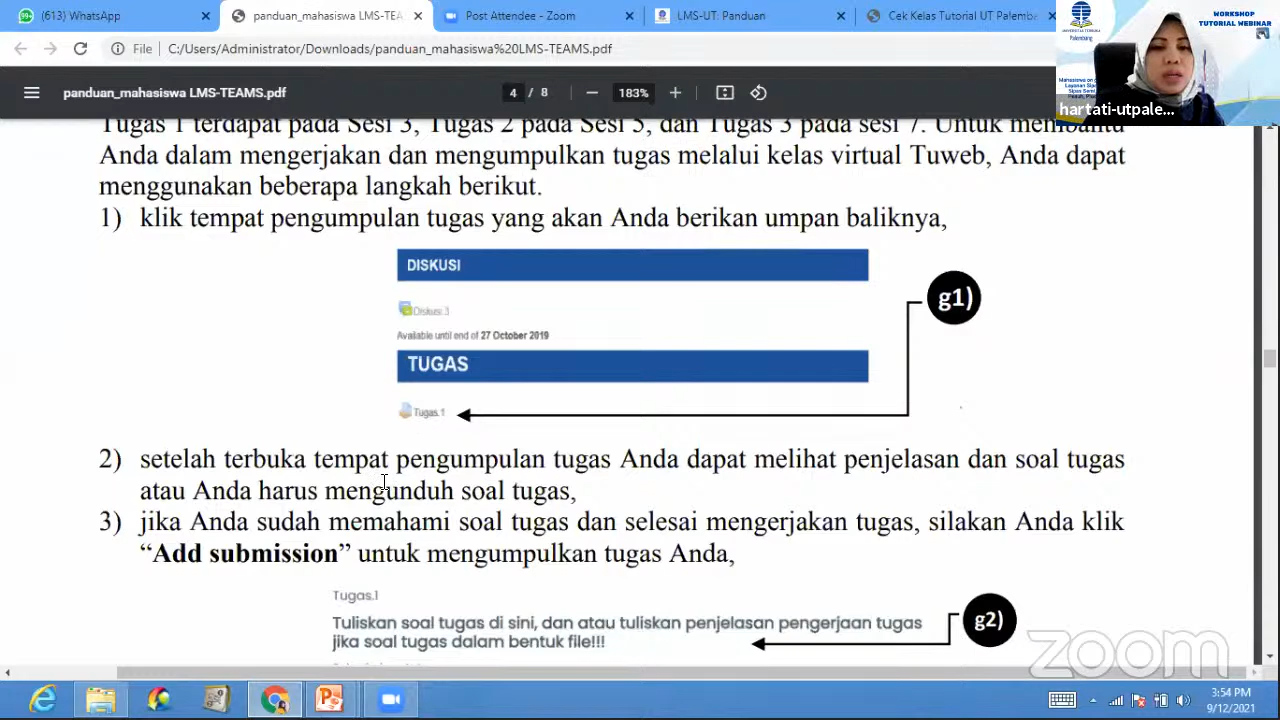 (613) WhatsApp
panduan_mahasiswa LMS-TEA
Post Attendee - Zoom
LMS-UT: Panduan
Cek Kelas Tutorial UT Palemba
File
C:/Users/Administrator/Download
duan_mahasiswa%20LMS-TEAMS.pdf
WORKSHOP
TUTORIAL WEBINAR
UNIVERSITAS TERBUKA
Palembang
hartati-utpale...
panduan_mahasiswa LMS-TEAMS.pdf
4 / 8
183%
Tugas 1 terdapat pada Sesi 3, Tugas 2 pada Sesi 5, dan Tugas 3 pada sesi 7. Untuk membantu
Anda dalam mengerjakan dan mengumpulkan tugas melalui kelas virtual Tuweb, Anda dapat
menggunakan beberapa langkah berikut.
1) klik tempat pengumpulan tugas yang akan Anda berikan umpan baliknya,
DISKUSI
g1)
Diskusi 3
Available until end of 27 October 2019
TUGAS
Tugas.1
2) setelah terbuka tempat pengumpulan tugas Anda dapat melihat penjelasan dan soal tugas
atau Anda harus mengunduh soal tugas,
3) jika Anda sudah memahami soal tugas dan selesai mengerjakan tugas, silakan Anda klik
“Add submission” untuk mengumpulkan tugas Anda,
Tugas.1
Tuliskan soal tugas di sini, dan atau tuliskan penjelasan pengerjaan tugas
jika soal tugas dalam bentuk file!!!
g2)
zoom
3:54 PM
9/12/2021